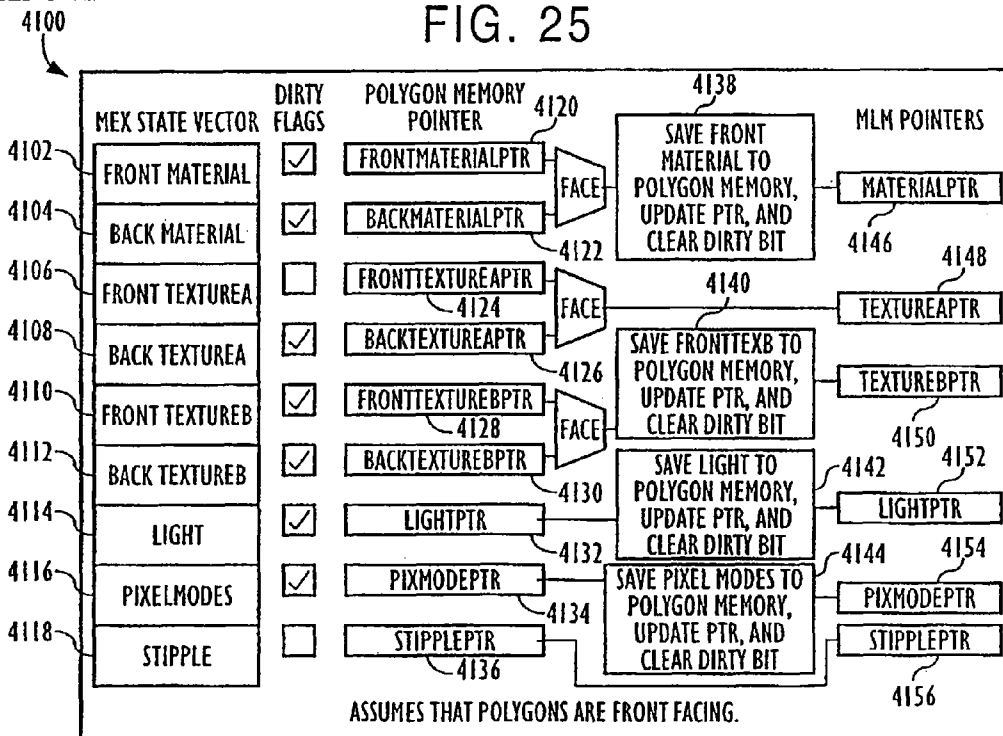 FIG. 25
4100
MEX STATE VECTOR
DIRTY
FLAGS
POLYGON MEMORY
POINTER
MLM POINTERS
4102
FRONT MATERIAL
4104
BACK MATERIAL
4106
FRONT TEXTUREA
4108
BACK TEXTUREA
4110
FRONT TEXTUREB
4112
BACK TEXTUREB
4114
LIGHT
4116
PIXELMODES
4118
STIPPLE
4120
FRONTMATERIALPTR
BACKMATERIALPTR
4122
FRONTTEXTUREAPTR
4124
BACKTEXTUREAPTR
4126
FRONTTEXTUREBPTR
4128
BACKTEXTUREBPTR
4130
LIGHTPTR
4132
PIXMODEPTR
4134
STIPPLEPTR
4136
FACE
FACE
FACE
4138
SAVE FRONT
MATERIAL TO
POLYGON MEMORY,
UPDATE PTR, AND
CLEAR DIRTY BIT
4140
SAVE FRONTTEXB TO
POLYGON MEMORY,
UPDATE PTR, AND
CLEAR DIRTY BIT
4142
SAVE LIGHT TO
POLYGON MEMORY,
UPDATE PTR, AND
CLEAR DIRTY BIT
4144
SAVE PIXEL MODES TO
POLYGON MEMORY,
UPDATE PTR, AND
CLEAR DIRTY BIT
MATERIALPTR
4146
4148
TEXTUREAPTR
TEXTUREBPTR
4150
4152
LIGHTPTR
4154
PIXMODEPTR
STIPPLEPTR
4156
ASSUMES THAT POLYGONS ARE FRONT FACING.